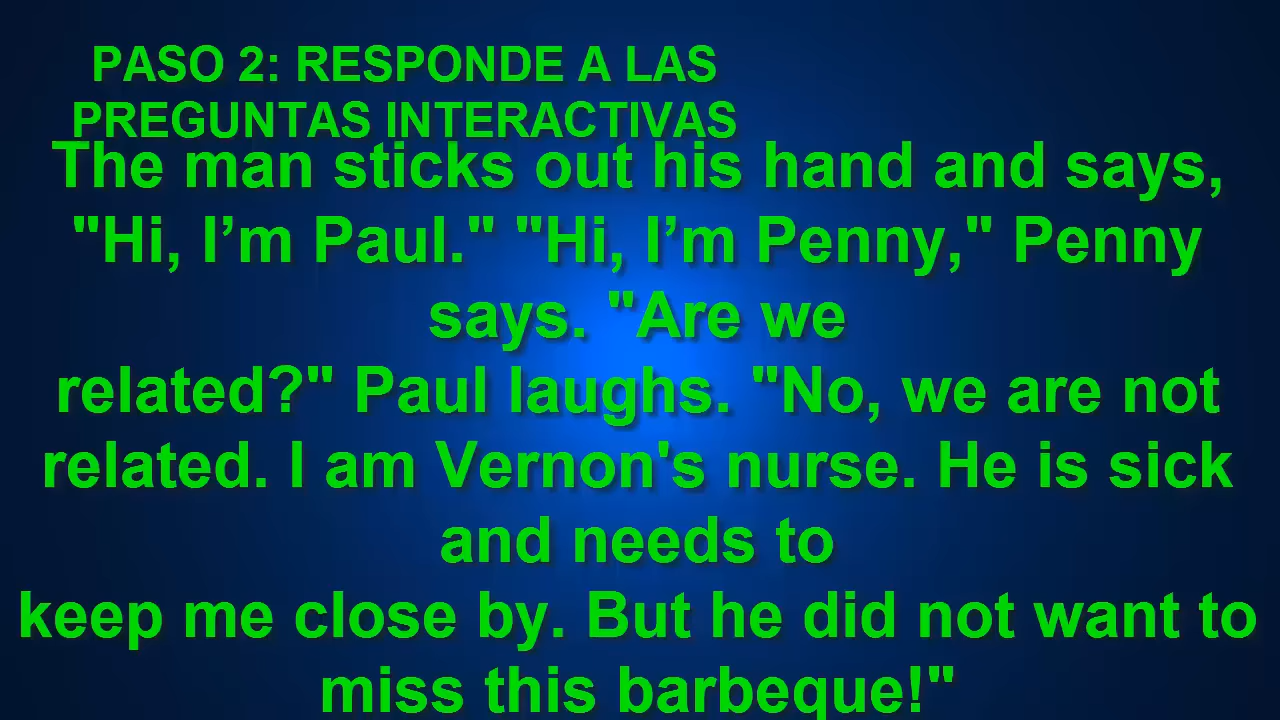 PASO 2: RESPONDE A LAS
PREGUNTAS INTERACTIVAS
The man sticks out his hand and says,
"Hi, I’m Paul." "Hi, I’m Penny," Penny
says. "Are we
related?" Paul laughs. "No, we are not
related. I am Vernon's nurse. He is sick
and needs to
keep me close by. But he did not want to
miss this barbeque!"